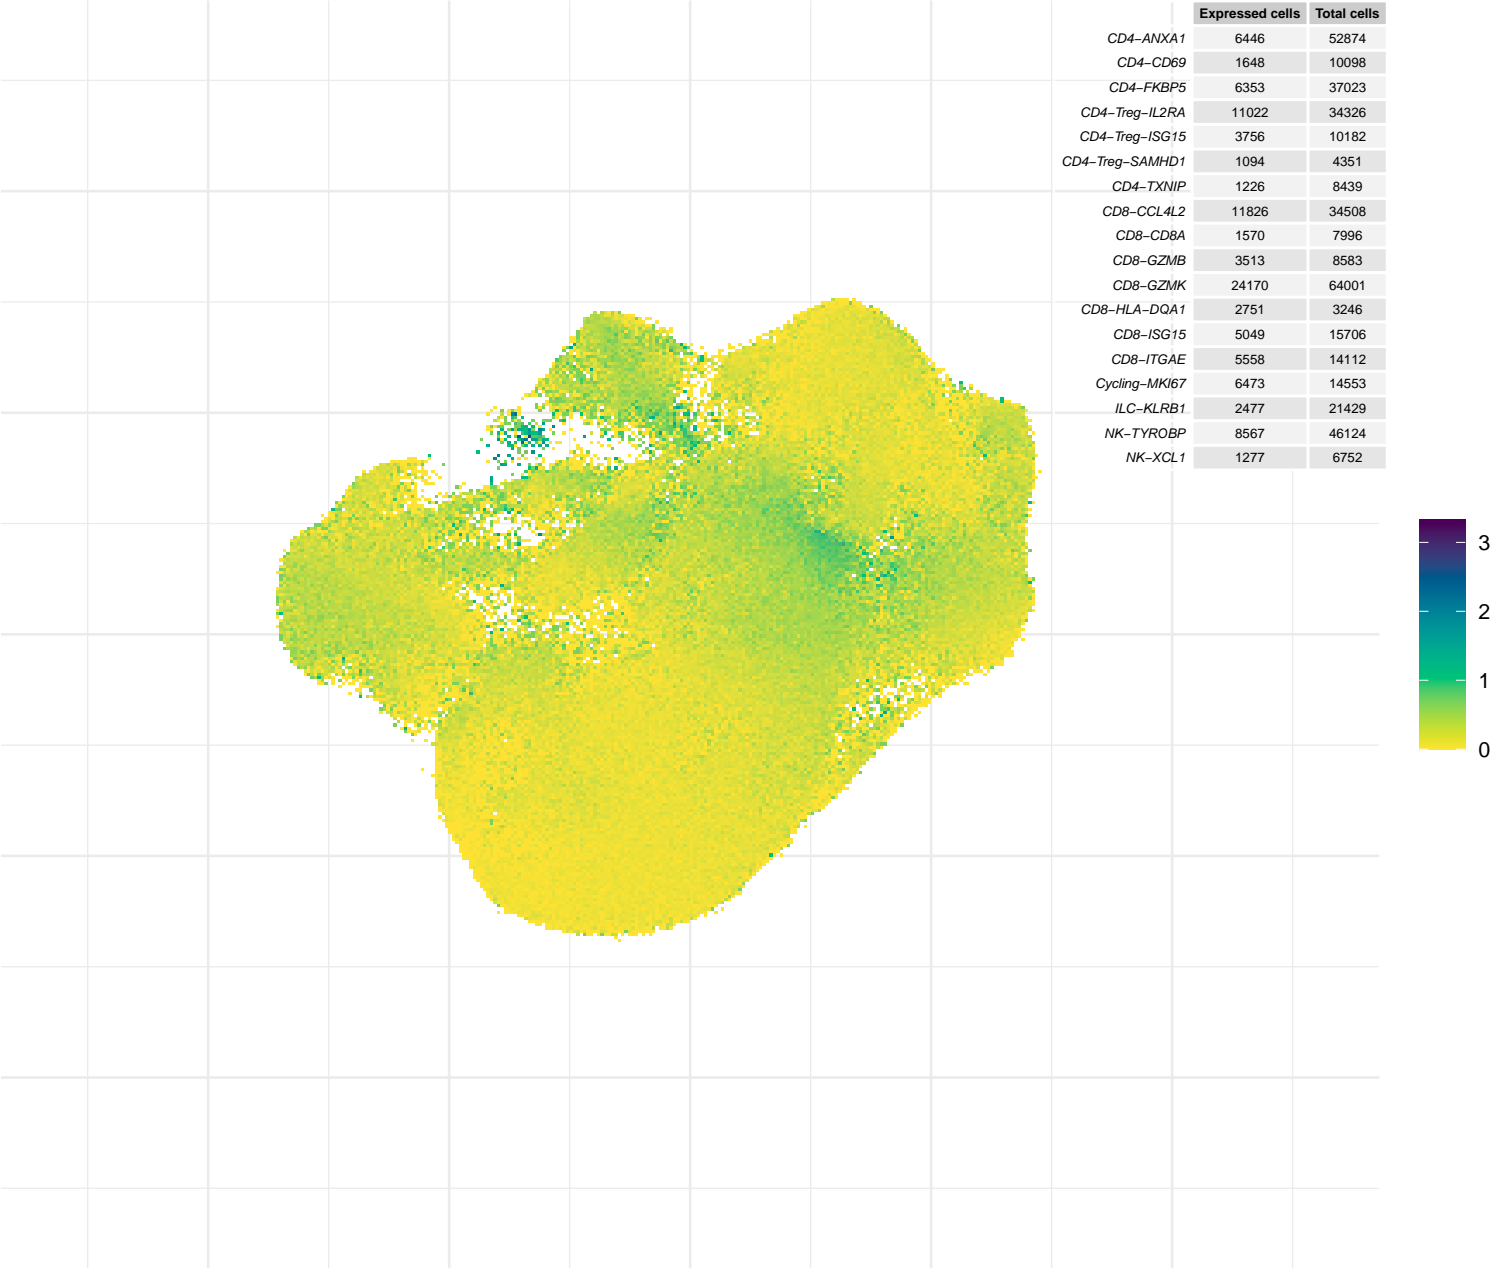 Expressed cells Total cells
CD4−ANXA1 6446 52874
CD4−CD69 1648 10098
CD4−FKBP5 6353 37023
CD4−Treg−IL2RA 11022 34326
CD4−Treg−ISG15 3756 10182
CD4−Treg−SAMHD1 1094 4351
CD4−TXNIP 1226 8439
CD8−CCL4L2 11826 34508
CD8−CD8A 1570 7996
CD8−GZMB 3513 8583
CD8−GZMK 24170 64001
CD8−HLA−DQA1 2751 3246
CD8−ISG15 5049 15706
CD8−ITGAE 5558 14112
Cycling−MKI67 6473 14553
ILC−KLRB1 2477 21429
NK−TYROBP 8567 46124
NK−XCL1 1277 6752
3
2
1
0